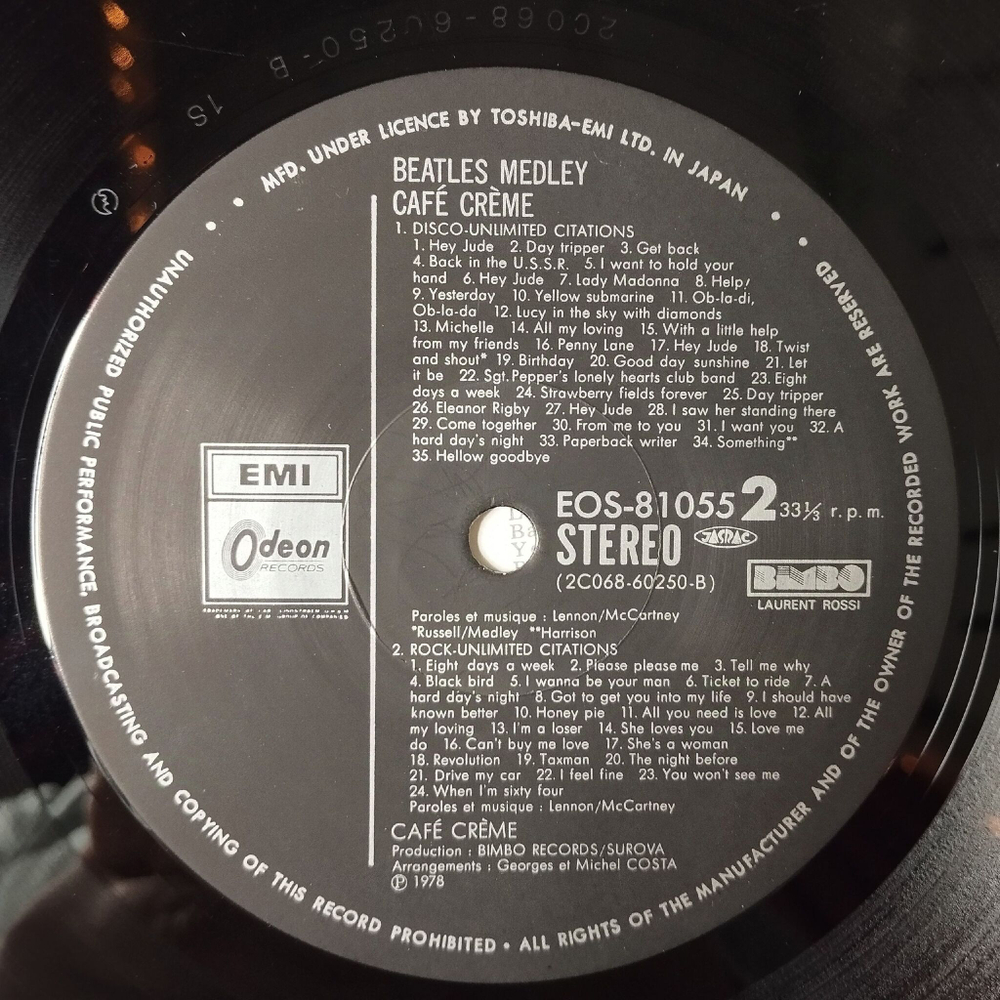 2C068-60250-B 1S
MFD. UNDER LICENCE BY TOSHIBA-EMI LTD. IN JAPAN
BEATLES MEDLEY
CAFÉ CRÈME
1. DISCO-UNLIMITED CITATIONS
1. Hey Jude 2. Day tripper 3. Get back
4. Back in the U.S.S.R. 5. I want to hold your
hand 6. Hey Jude 7. Lady Madonna 8. Help!
9. Yesterday 10. Yellow submarine 11. Ob-la-di,
Ob-la-da 12. Lucy in the sky with diamonds
13. Michelle 14. All my loving 15. With a little help
from my friends 16. Penny Lane 17. Hey Jude 18. Twist
and shout* 19. Birthday 20. Good day sunshine 21. Let
it be 22. Sgt. Pepper's lonely hearts club band 23. Eight
days a week 24. Strawberry fields forever 25. Day tripper
26. Eleanor Rigby 27. Hey Jude 28. I saw her standing there
29. Come together 30. From me to you 31. I want you 32. A
hard day's night 33. Paperback writer 34. Something**
35. Hellow goodbye
EMI
Odeon
RECORDS
EOS-81055 2 33⅓ r.p.m.
STEREO JASRAC
(2C068-60250-B)
BIMBO
LAURENT ROSSI
Paroles et musique : Lennon/McCartney
*Russell/Medley **Harrison
2. ROCK-UNLIMITED CITATIONS
1. Eight days a week 2. Please please me 3. Tell me why
4. Black bird 5. I wanna be your man 6. Ticket to ride 7. A
hard day's night 8. Got to get you into my life 9. I should have
known better 10. Honey pie 11. All you need is love 12. All
my loving 13. I'm a loser 14. She loves you 15. Love me
do 16. Can't buy me love 17. She's a woman
18. Revolution 19. Taxman 20. The night before
21. Drive my car 22. I feel fine 23. You won't see me
24. When I'm sixty four
Paroles et musique : Lennon/McCartney
CAFÉ CRÈME
Production : BIMBO RECORDS/SUROVA
Arrangements : Georges et Michel COSTA
℗ 1978
UNAUTHORIZED PUBLIC PERFORMANCE, BROADCASTING AND COPYING OF THIS RECORD PROHIBITED • ALL RIGHTS OF THE MANUFACTURER AND OF THE OWNER OF THE RECORDED WORK ARE RESERVED